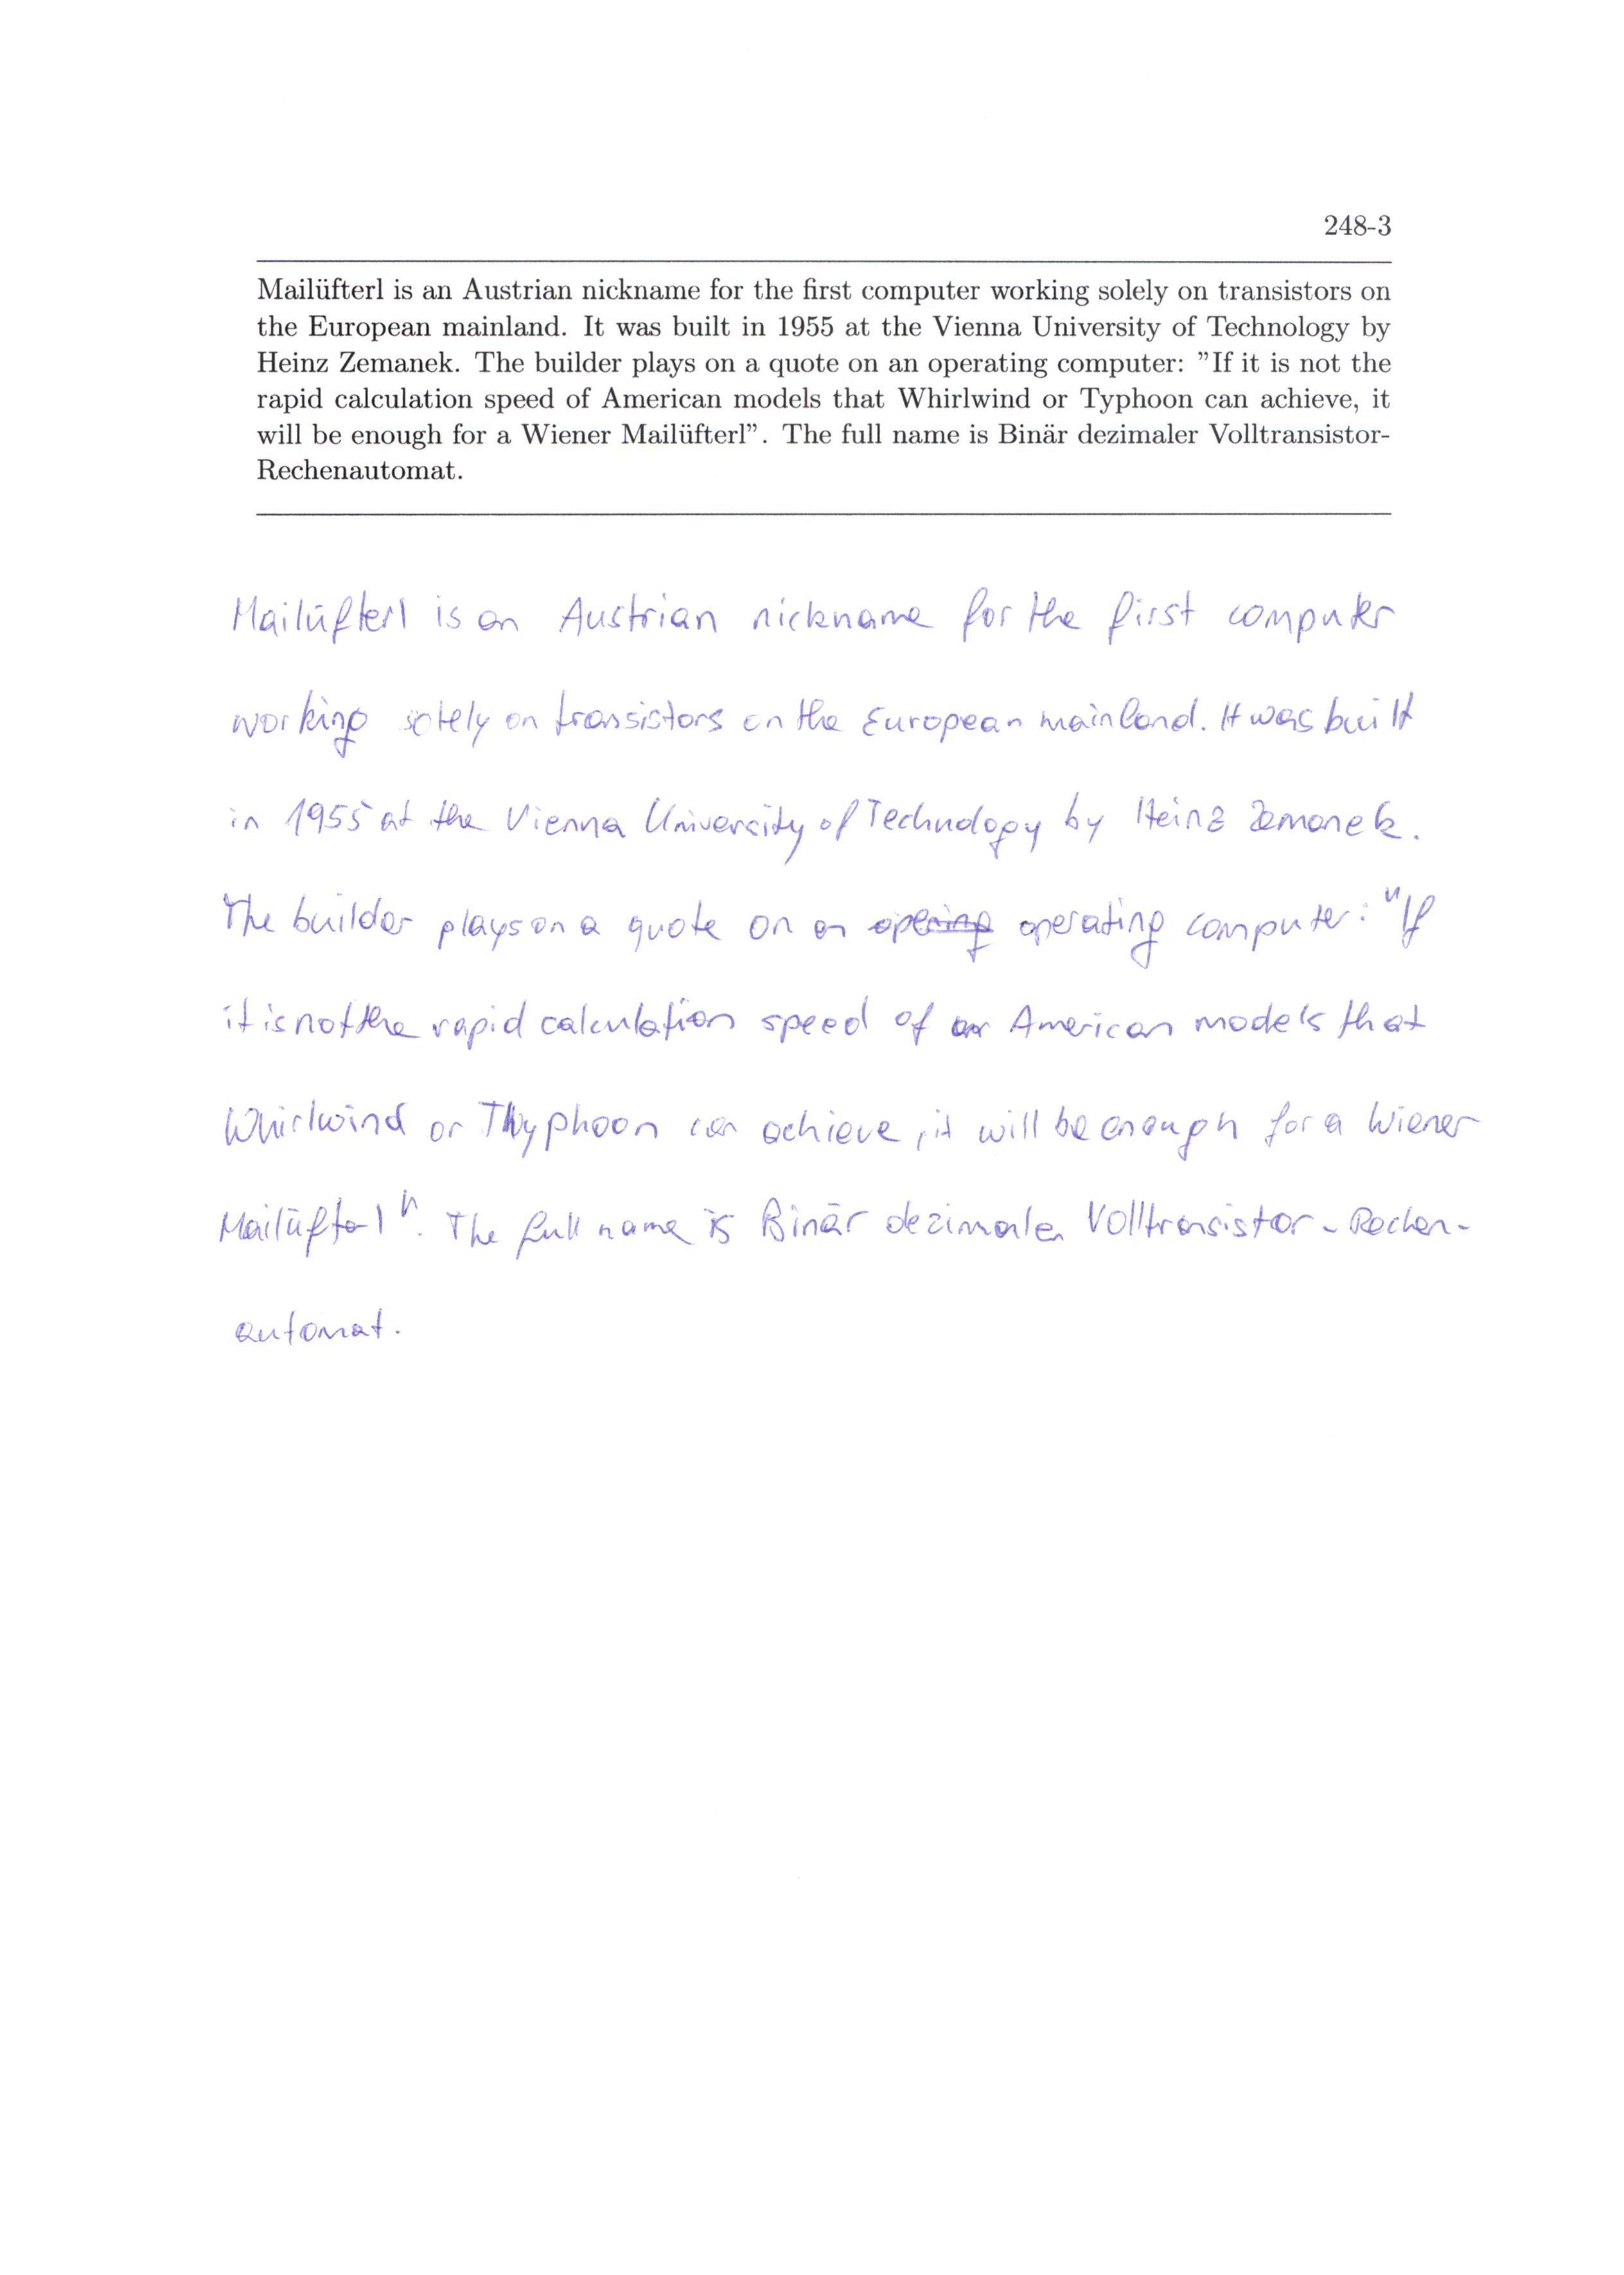 248-3
Mailüfterl is an Austrian nickname for the first computer working solely on transistors on
the European mainland. It was built in 1955 at the Vienna University of Technology by
Heinz Zemanek. The builder plays on a quote on an operating computer: "If it is not the
rapid calculation speed of American models that Whirlwind or Typhoon can achieve, it
will be enough for a Wiener Mailüfterl". The full name is Binär dezimaler Volltransistor-
Rechenautomat.
Mailüfterl is an Austrian nickname for the first computer
working solely on transistors on the European mainland. It was built
in 1955 at the Vienna University of Technology by Heinz Zemanek.
The builder plays on a quote on an opering operating computer: "If
it is not the rapid calculation speed of an American models that
Whirlwind or Thyphoon can achieve, it will be enough for a Wiener
Mailüfterl". The full name is Binär dezimaler Volltransistor-Rechen-
automat.